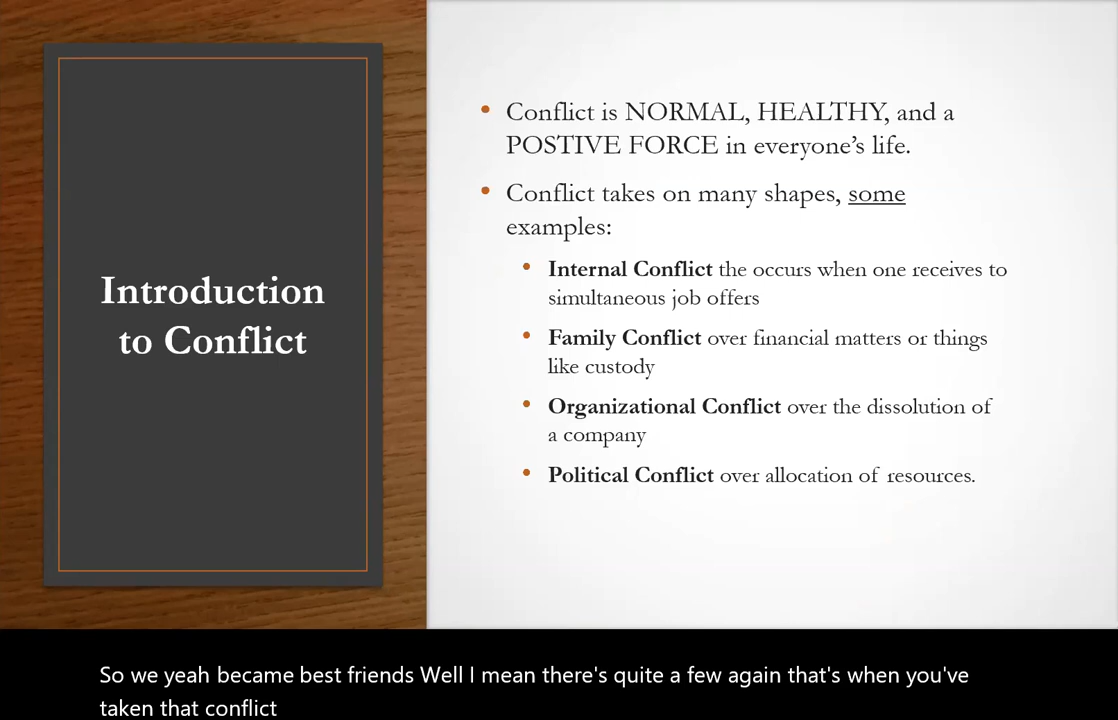 Introduction
to Conflict
• Conflict is NORMAL, HEALTHY, and a
POSTIVE FORCE in everyone’s life.
• Conflict takes on many shapes, some
examples:
• Internal Conflict the occurs when one receives to
simultaneous job offers
• Family Conflict over financial matters or things
like custody
• Organizational Conflict over the dissolution of
a company
• Political Conflict over allocation of resources.
So we yeah became best friends Well I mean there's quite a few again that's when you've
taken that conflict